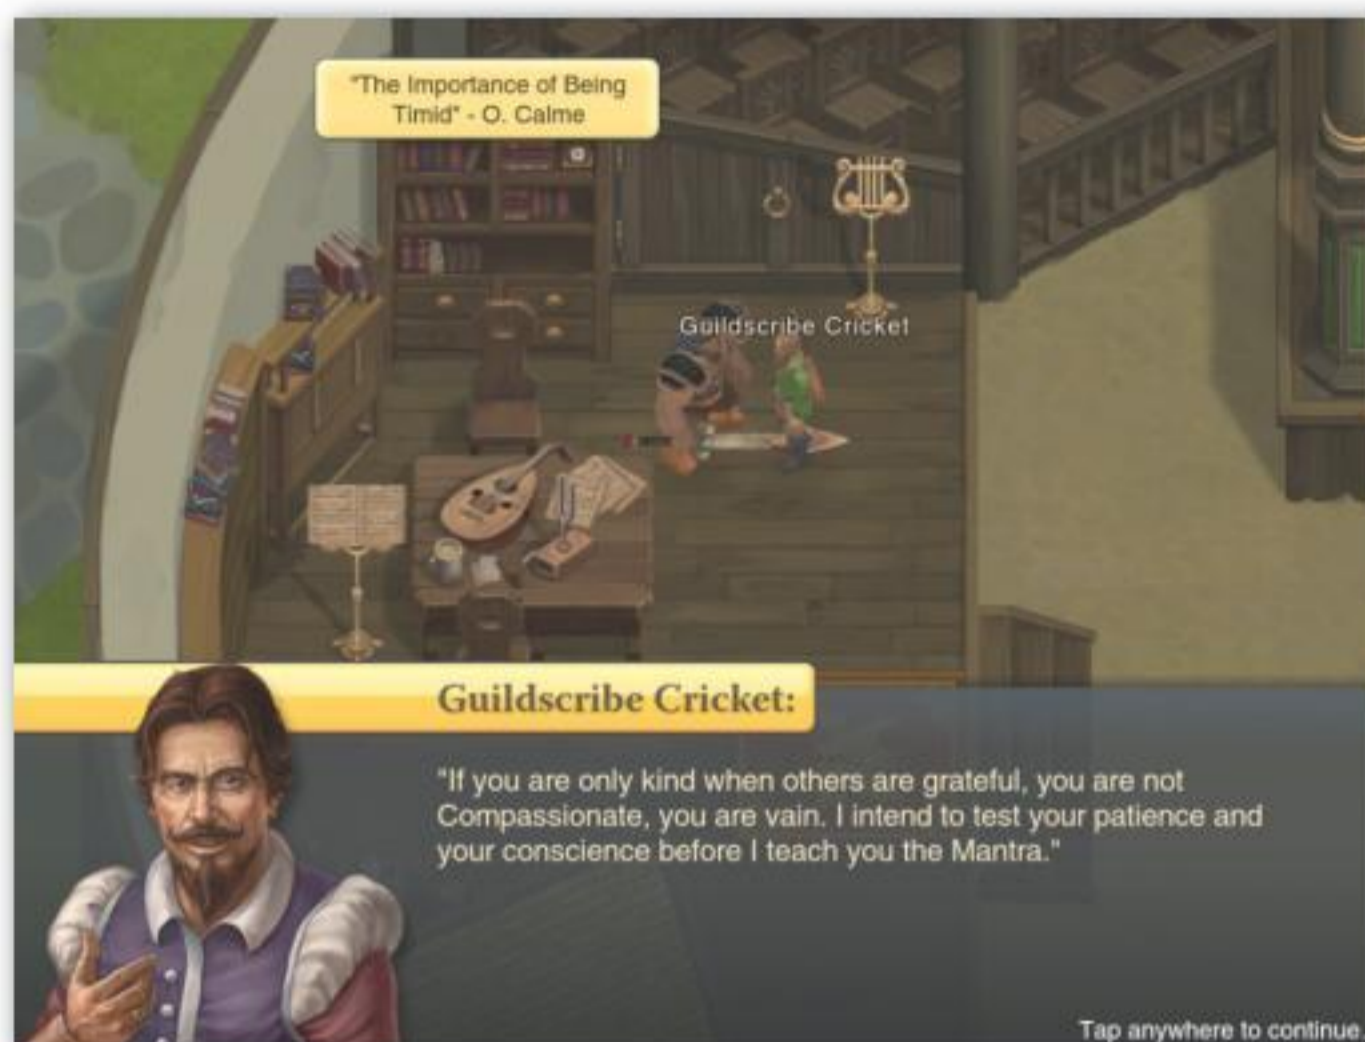 "The Importance of Being
Timid" - O. Calme
Guildscribe Cricket
Guildscribe Cricket:
"If you are only kind when others are grateful, you are not
Compassionate, you are vain. I intend to test your patience and
your conscience before I teach you the Mantra."
Tap anywhere to continue.